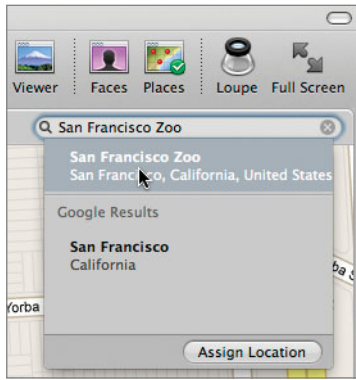 Viewer Faces Places Loupe Full Screen
San Francisco Zoo
San Francisco Zoo
San Francisco, California, United States
Google Results
San Francisco
California
Yorba
Assign Location